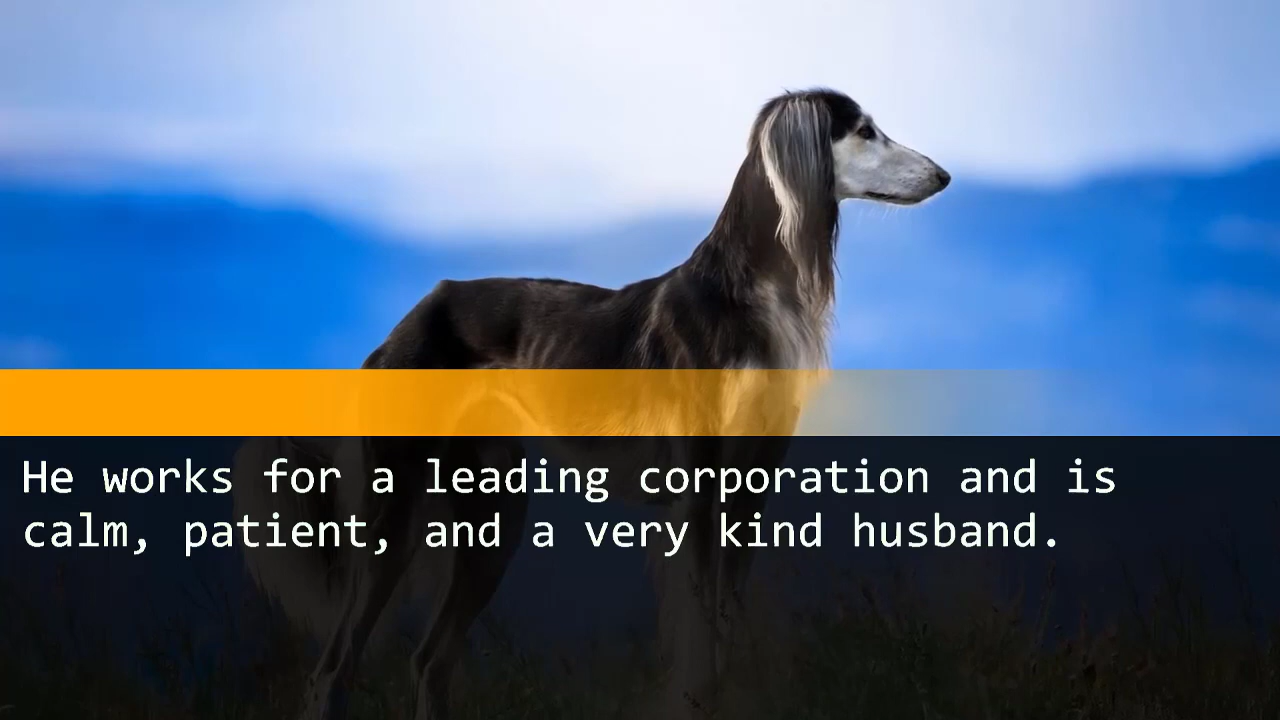 He works for a leading corporation and is
calm, patient, and a very kind husband.